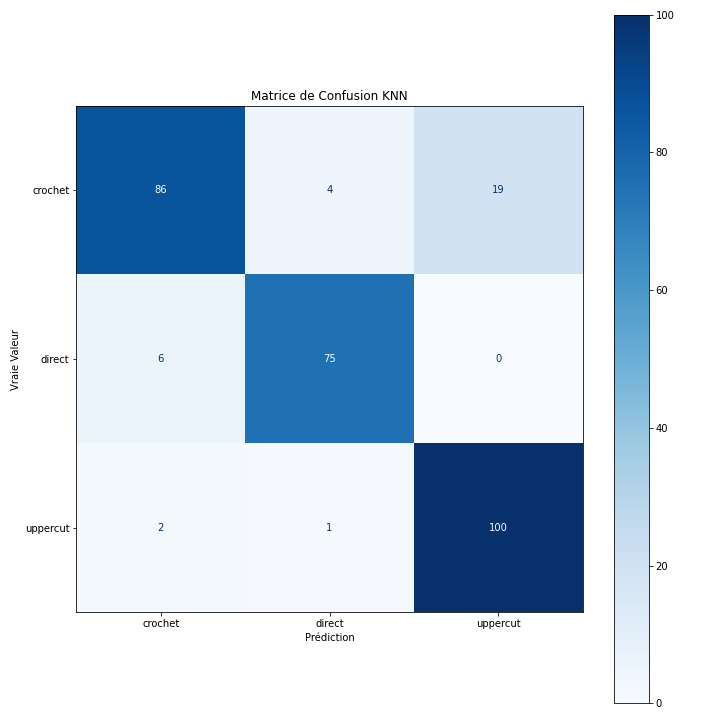 Matrice de Confusion KNN
100
80
60
40
20
0
Vraie Valeur
crochet 86 4 19
direct 6 75 0
uppercut 2 1 100
crochet direct uppercut
Prédiction